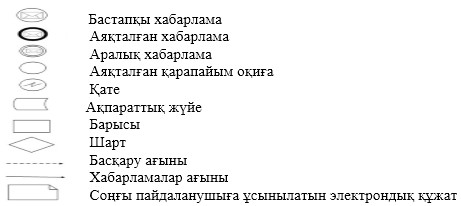 Бастапқы хабарлама
Аяқталған хабарлама
Аралық хабарлама
Аяқталған қарапайым оқиға
Қате
Ақпараттық жүйе
Барысы
Шарт
Басқару ағыны
Хабарламалар ағыны
Соңғы пайдаланушыға ұсынылатын электрондық құжат